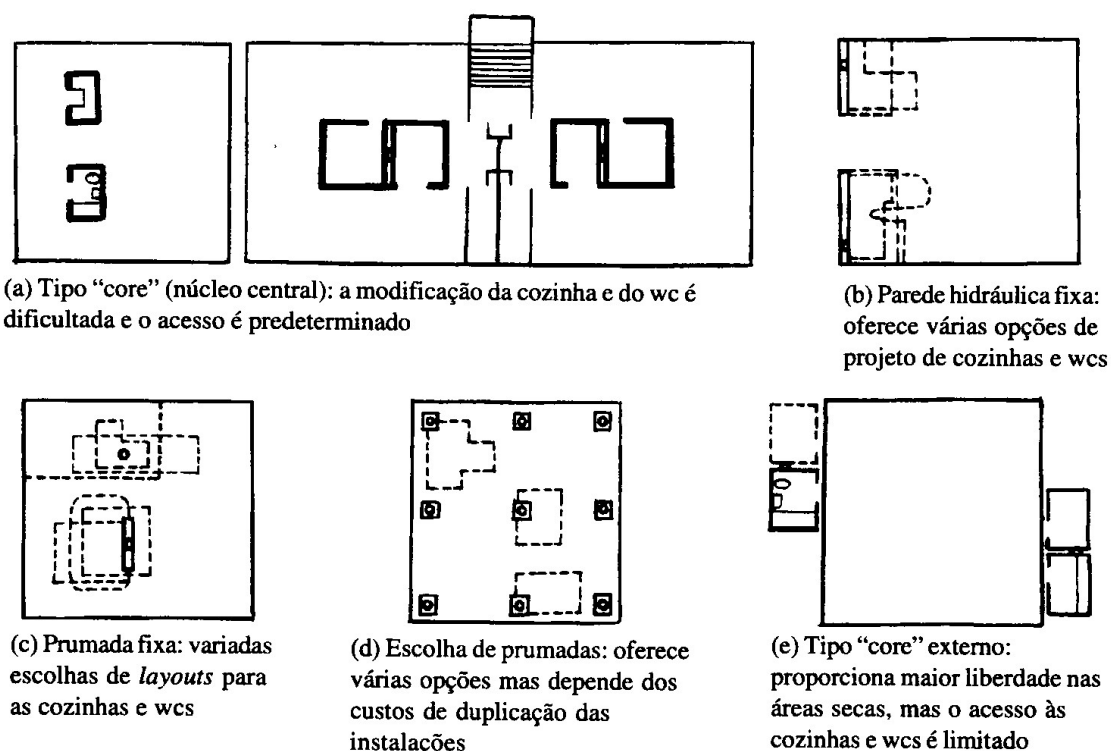 (a) Tipo “core” (núcleo central): a modificação da cozinha e do wc é
dificultada e o acesso é predeterminado
(b) Parede hidráulica fixa:
oferece várias opções de
projeto de cozinhas e wcs
(c) Prumada fixa: variadas
escolhas de layouts para
as cozinhas e wcs
(d) Escolha de prumadas: oferece
várias opções mas depende dos
custos de duplicação das
instalações
(e) Tipo “core” externo:
proporciona maior liberdade nas
áreas secas, mas o acesso às
cozinhas e wcs é limitado